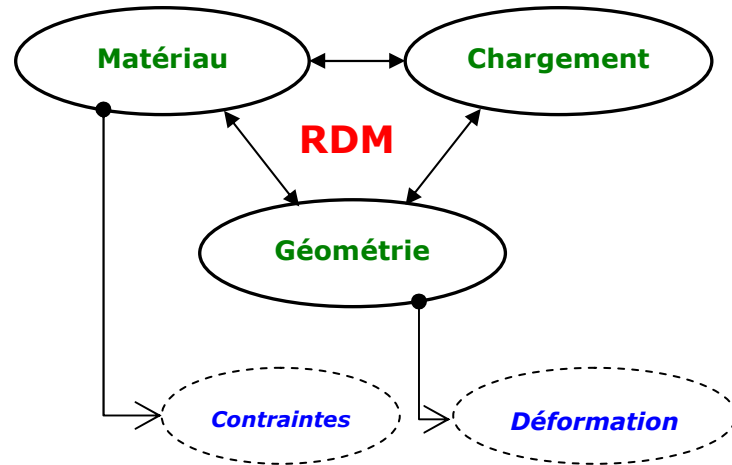 Matériau
Chargement
RDM
Géométrie
Contraintes
Déformation